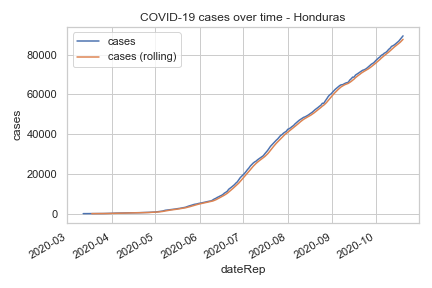 COVID-19 cases over time - Honduras
cases
cases (rolling)
80000
60000
40000
20000
0
cases
2020-03
2020-04
2020-05
2020-06
2020-07
2020-08
2020-09
2020-10
dateRep